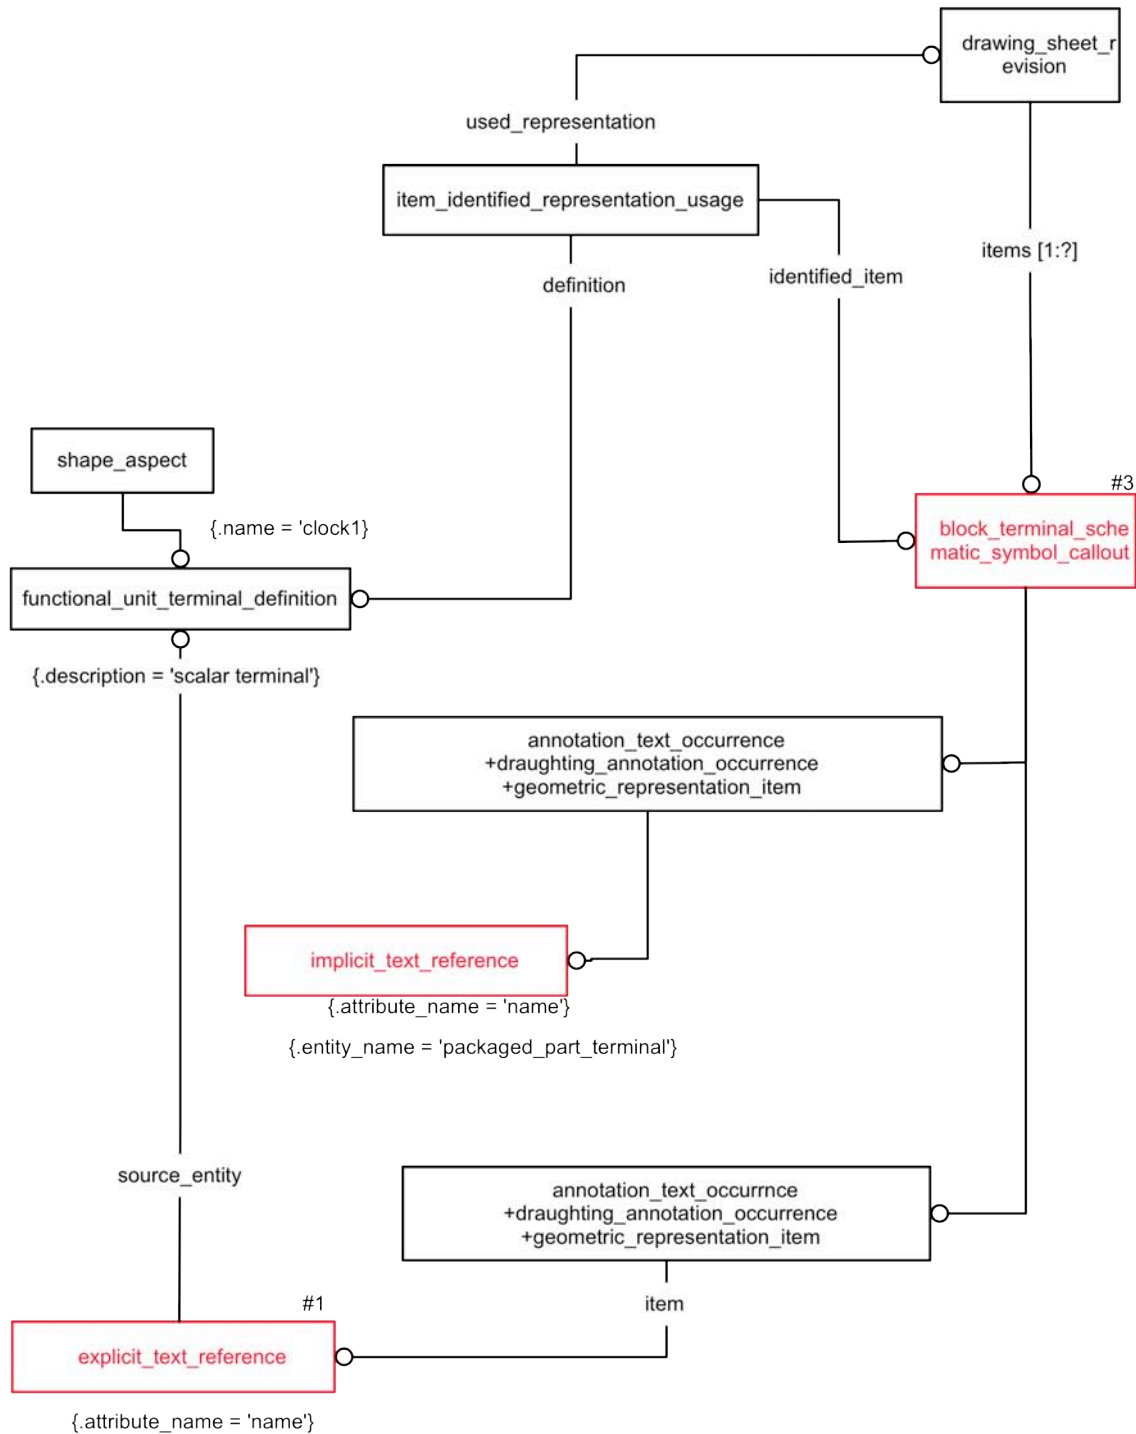 drawing_sheet_r
evision
used_representation
item_identified_representation_usage
items [1:?]
identified_item
definition
shape_aspect
#3
{.name = 'clock1}
block_terminal_sche
matic_symbol_callout
functional_unit_terminal_definition
{.description = 'scalar terminal'}
annotation_text_occurrence
+draughting_annotation_occurrence
+geometric_representation_item
implicit_text_reference
{.attribute_name = 'name'}
{.entity_name = 'packaged_part_terminal'}
source_entity
annotation_text_occurrnce
+draughting_annotation_occurrence
+geometric_representation_item
#1
item
explicit_text_reference
{.attribute_name = 'name'}